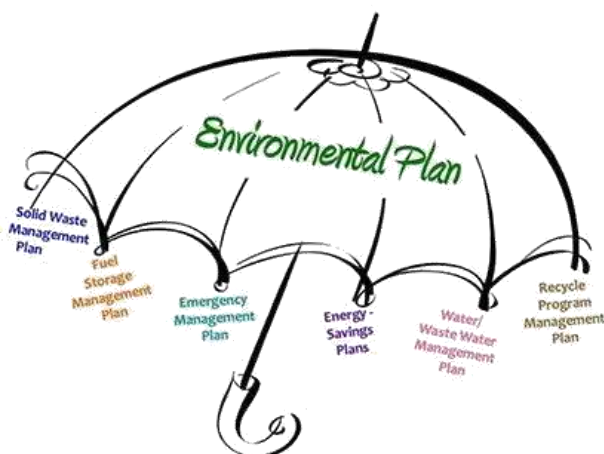 Environmental Plan
Solid Waste
Management
Plan
Fuel
Storage
Management
Plan
Emergency
Management
Plan
Energy -
Savings
Plans
Water/
Waste Water
Management
Plan
Recycle
Program
Management
Plan